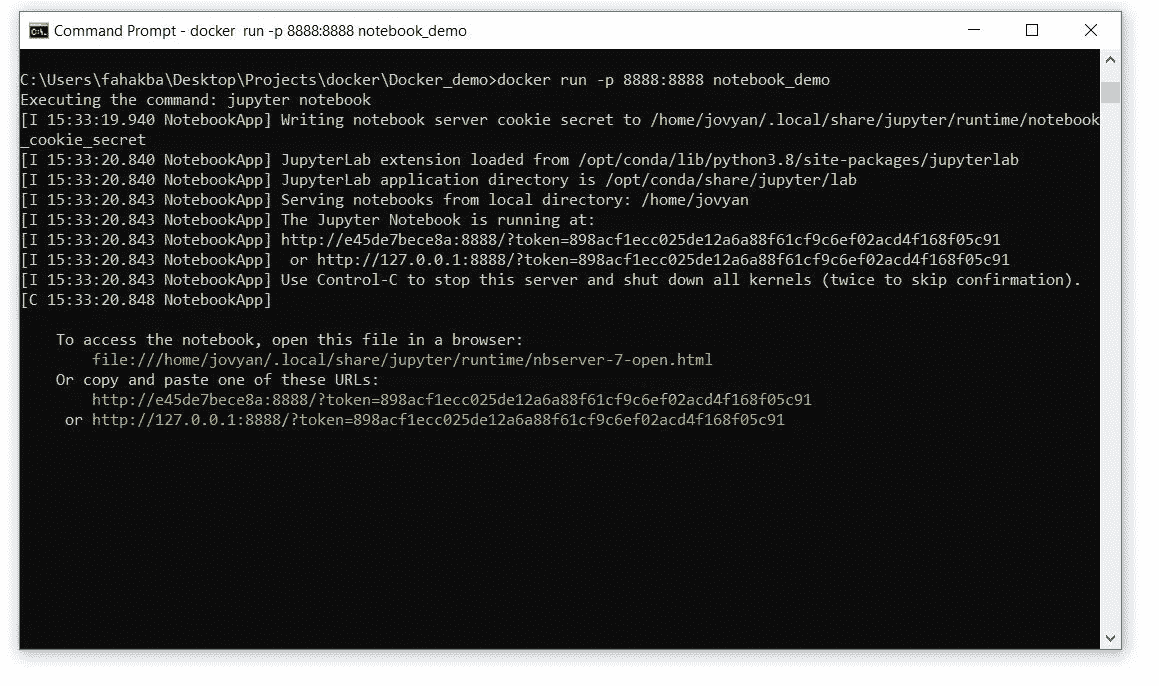 Command Prompt - docker  run -p 8888:8888 notebook_demo
C:\Users\fahakba\Desktop\Projects\docker\Docker_demo>docker run -p 8888:8888 notebook_demo
Executing the command: jupyter notebook
[I 15:33:19.940 NotebookApp] Writing notebook server cookie secret to /home/jovyan/.local/share/jupyter/runtime/notebook
_cookie_secret
[I 15:33:20.840 NotebookApp] JupyterLab extension loaded from /opt/conda/lib/python3.8/site-packages/jupyterlab
[I 15:33:20.840 NotebookApp] JupyterLab application directory is /opt/conda/share/jupyter/lab
[I 15:33:20.843 NotebookApp] Serving notebooks from local directory: /home/jovyan
[I 15:33:20.843 NotebookApp] The Jupyter Notebook is running at:
[I 15:33:20.843 NotebookApp] http://e45de7bece8a:8888/?token=898acf1ecc025de12a6a88f61cf9c6ef02acd4f168f05c91
[I 15:33:20.843 NotebookApp]  or http://127.0.0.1:8888/?token=898acf1ecc025de12a6a88f61cf9c6ef02acd4f168f05c91
[I 15:33:20.843 NotebookApp] Use Control-C to stop this server and shut down all kernels (twice to skip confirmation).
[C 15:33:20.848 NotebookApp]
To access the notebook, open this file in a browser:
file:///home/jovyan/.local/share/jupyter/runtime/nbserver-7-open.html
Or copy and paste one of these URLs:
http://e45de7bece8a:8888/?token=898acf1ecc025de12a6a88f61cf9c6ef02acd4f168f05c91
or http://127.0.0.1:8888/?token=898acf1ecc025de12a6a88f61cf9c6ef02acd4f168f05c91